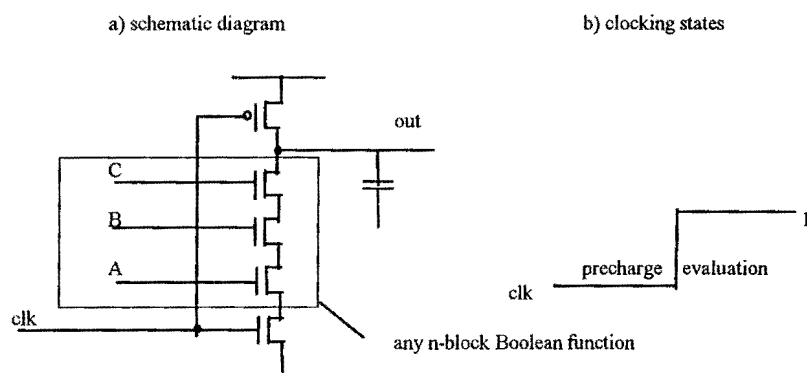 a) schematic diagram
b) clocking states
out
C
B
A
clk
any n-block Boolean function
precharge evaluation
clk